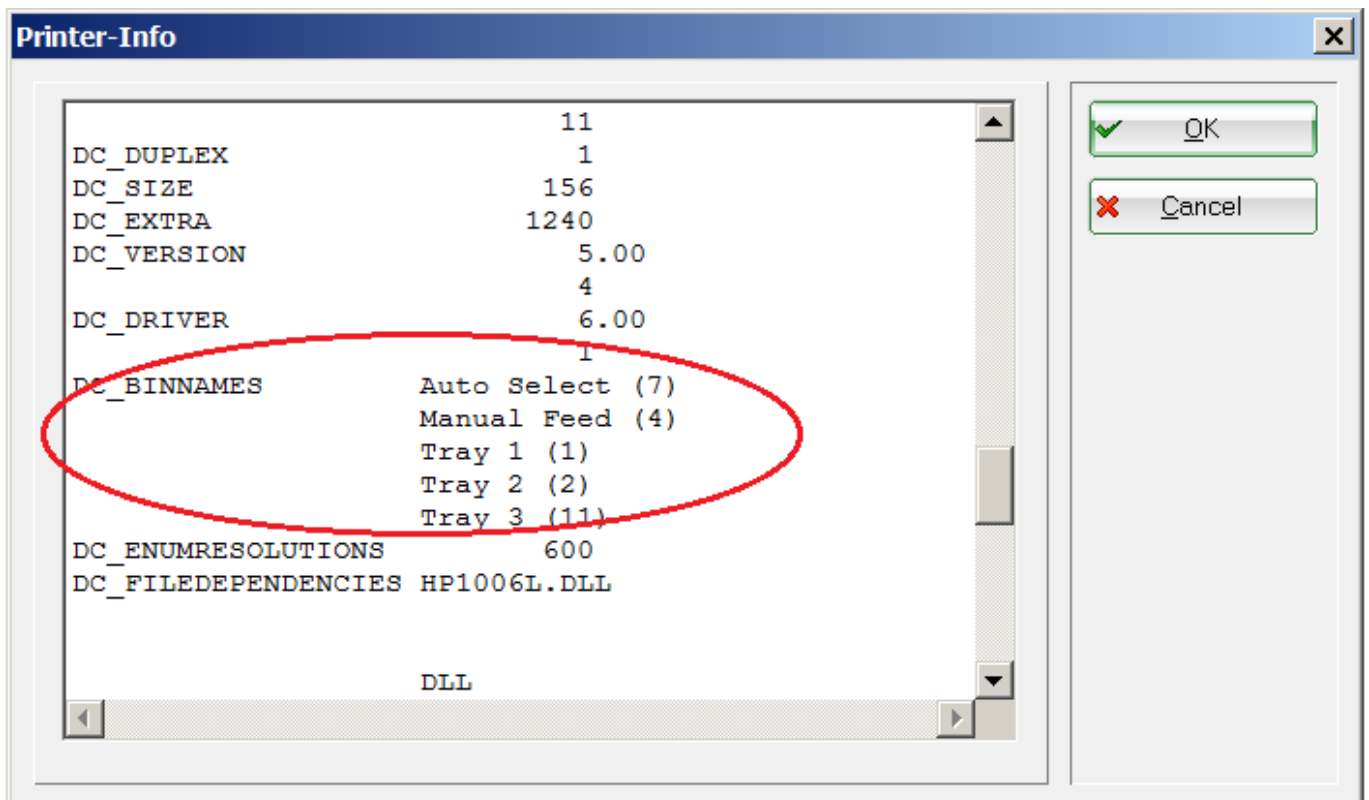 Printer-Info
11
DC_DUPLEX 1
DC_SIZE 156
DC_EXTRA 1240
DC_VERSION 5.00
4
DC_DRIVER 6.00
1
DC_BINNAMES Auto Select (7)
Manual Feed (4)
Tray 1 (1)
Tray 2 (2)
Tray 3 (11)
DC_ENUMRESOLUTIONS 600
DC_FILEDEPENDENCIES HP1006L.DLL
DLL
OK
Cancel